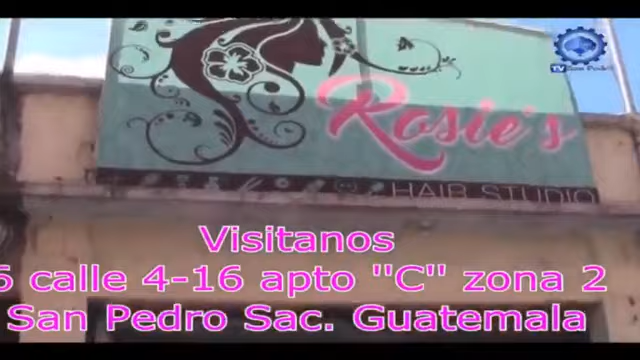 Rosie's
HAIR STUDIO
Visitanos
5 calle 4-16 apto "C" zona 2
San Pedro Sac. Guatemala